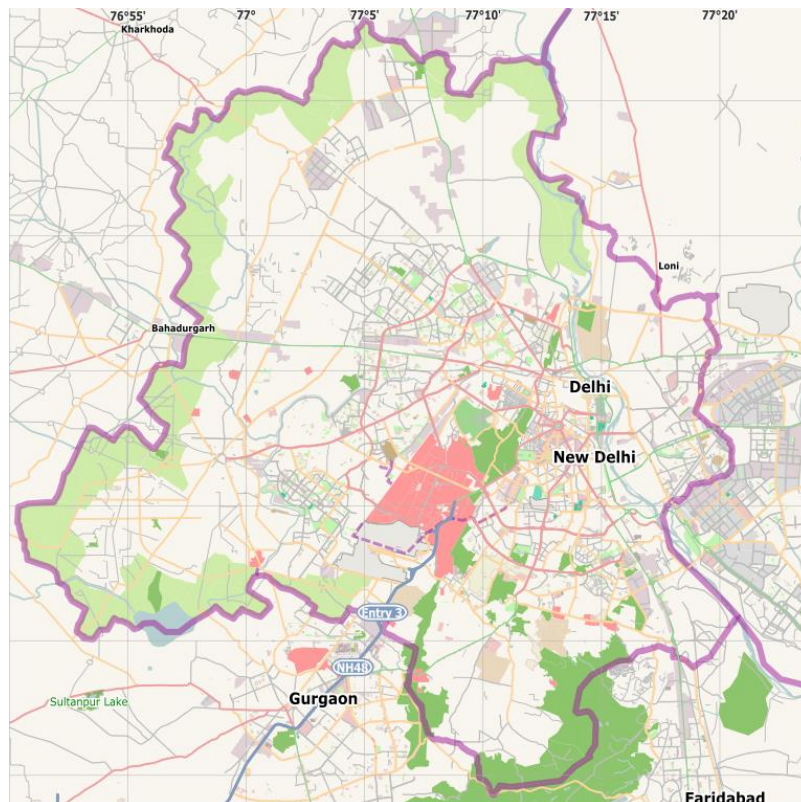 76°55' 77° 77°5' 77°10' 77°15' 77°20'
Kharkhoda
Loni
Bahadurgarh
Delhi
New Delhi
Entry 3
NH48
Gurgaon
Sultanpur Lake
Faridabad